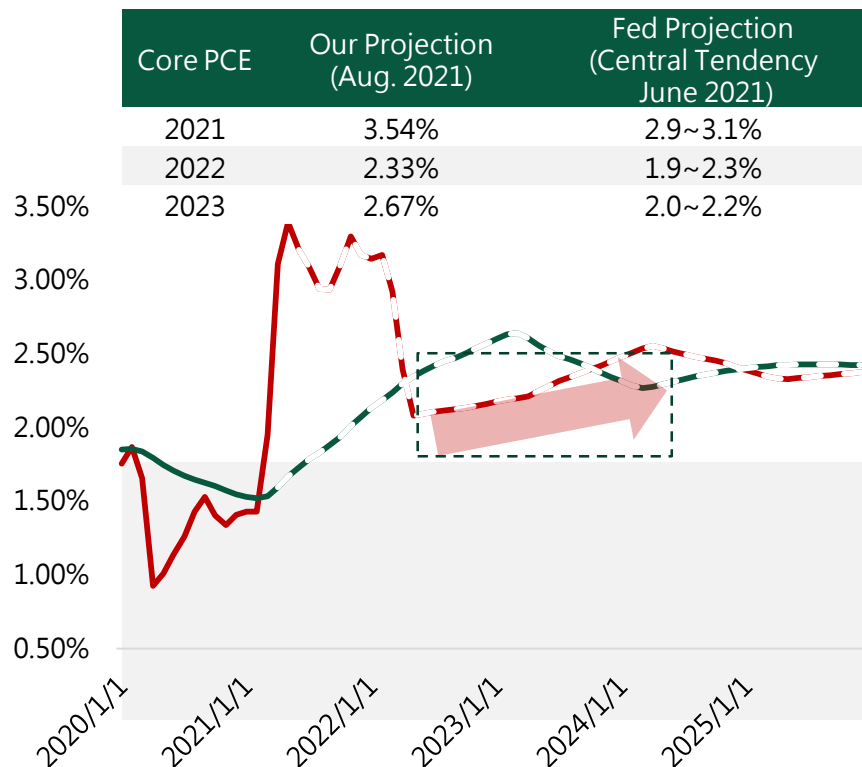 Core PCE
Our Projection
(Aug. 2021)
Fed Projection
(Central Tendency
June 2021)
2021 3.54% 2.9~3.1%
2022 2.33% 1.9~2.3%
2023 2.67% 2.0~2.2%
3.50%
3.00%
2.50%
2.00%
1.50%
1.00%
0.50%
2020/1/1
2021/1/1
2022/1/1
2023/1/1
2024/1/1
2025/1/1